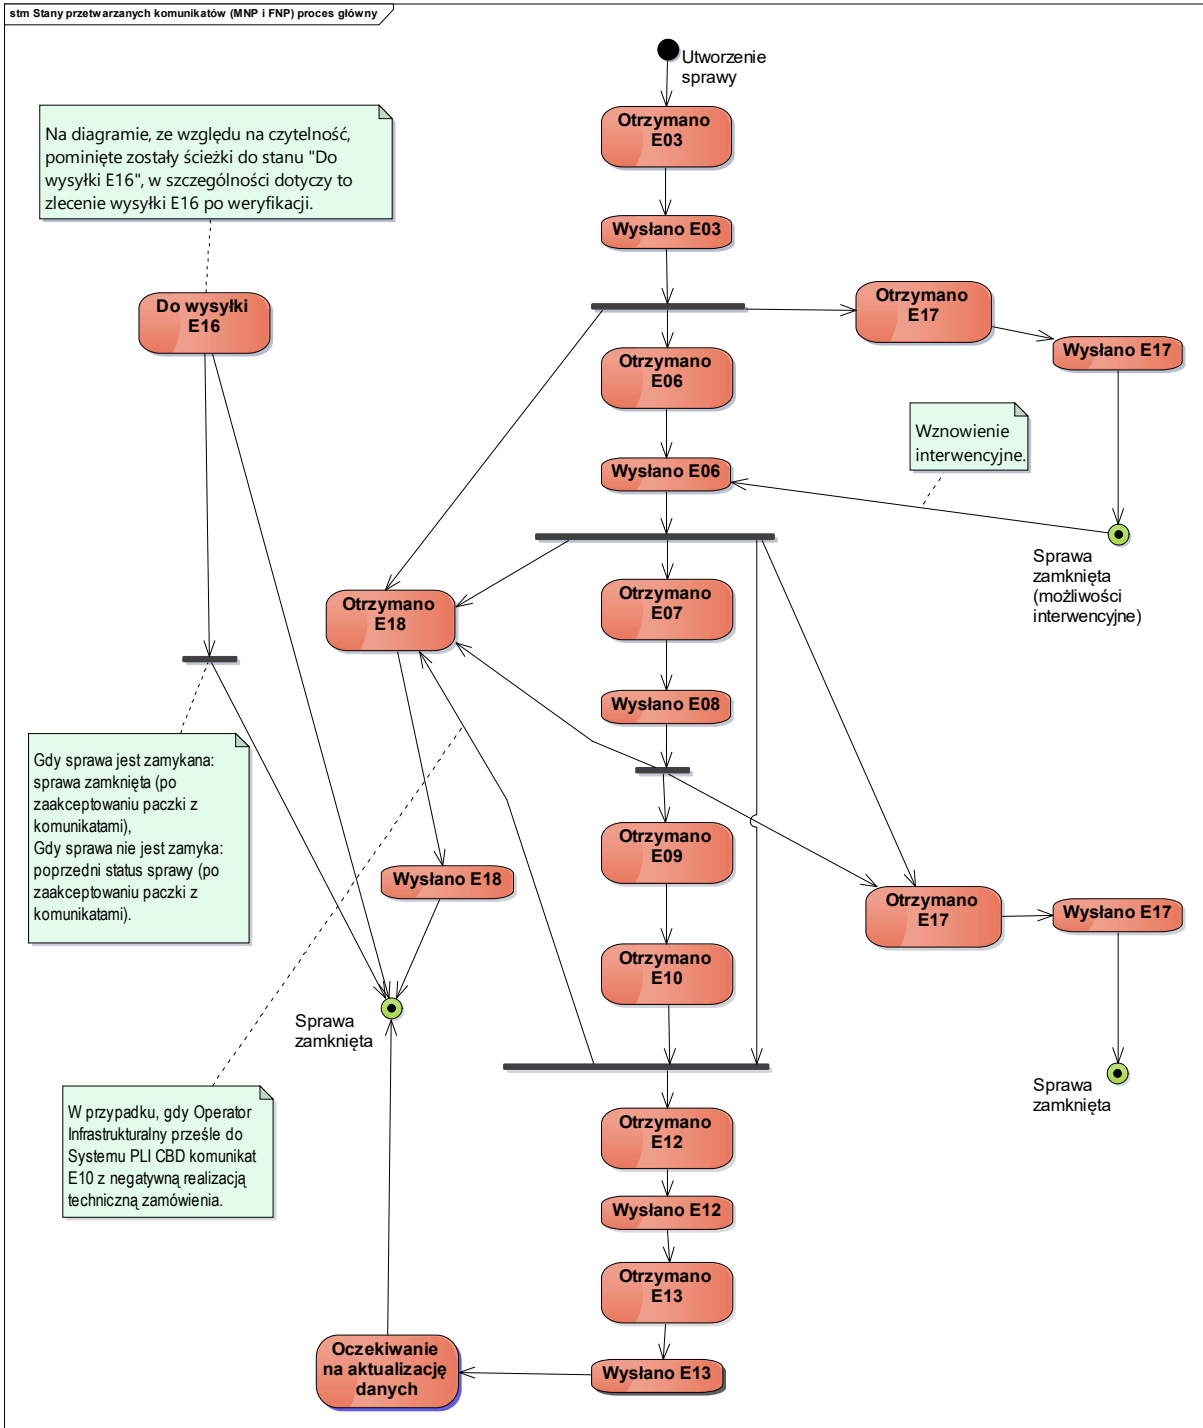 stm Stany przetwarzanych komunikatów (MNP i FNP) proces główny
Utworzenie
sprawy
Otrzymano
E03
Na diagramie, ze względu na czytelność,
pominięte zostały ścieżki do stanu "Do
wysyłki E16", w szczególności dotyczy to
zlecenie wysyłki E16 po weryfikacji.
Wysłano E03
Do wysyłki
E16
Otrzymano
E17
Wysłano E17
Otrzymano
E06
Wznowienie
interwencyjne.
Wysłano E06
Sprawa
zamknięta
(możliwości
interwencyjne)
Otrzymano
E18
Otrzymano
E07
Wysłano E08
Gdy sprawa jest zamykana:
sprawa zamknięta (po
zaakceptowaniu paczki z
komunikatami),
Gdy sprawa nie jest zamyka:
poprzedni status sprawy (po
zaakceptowaniu paczki z
komunikatami).
Otrzymano
E09
Wysłano E18
Otrzymano
E17
Wysłano E17
Otrzymano
E10
Sprawa
zamknięta
Sprawa
zamknięta
W przypadku, gdy Operator
Infrastrukturalny prześle do
Systemu PLI CBD komunikat
E10 z negatywną realizacją
techniczną zamówienia.
Otrzymano
E12
Wysłano E12
Otrzymano
E13
Oczekiwanie
na aktualizację
danych
Wysłano E13